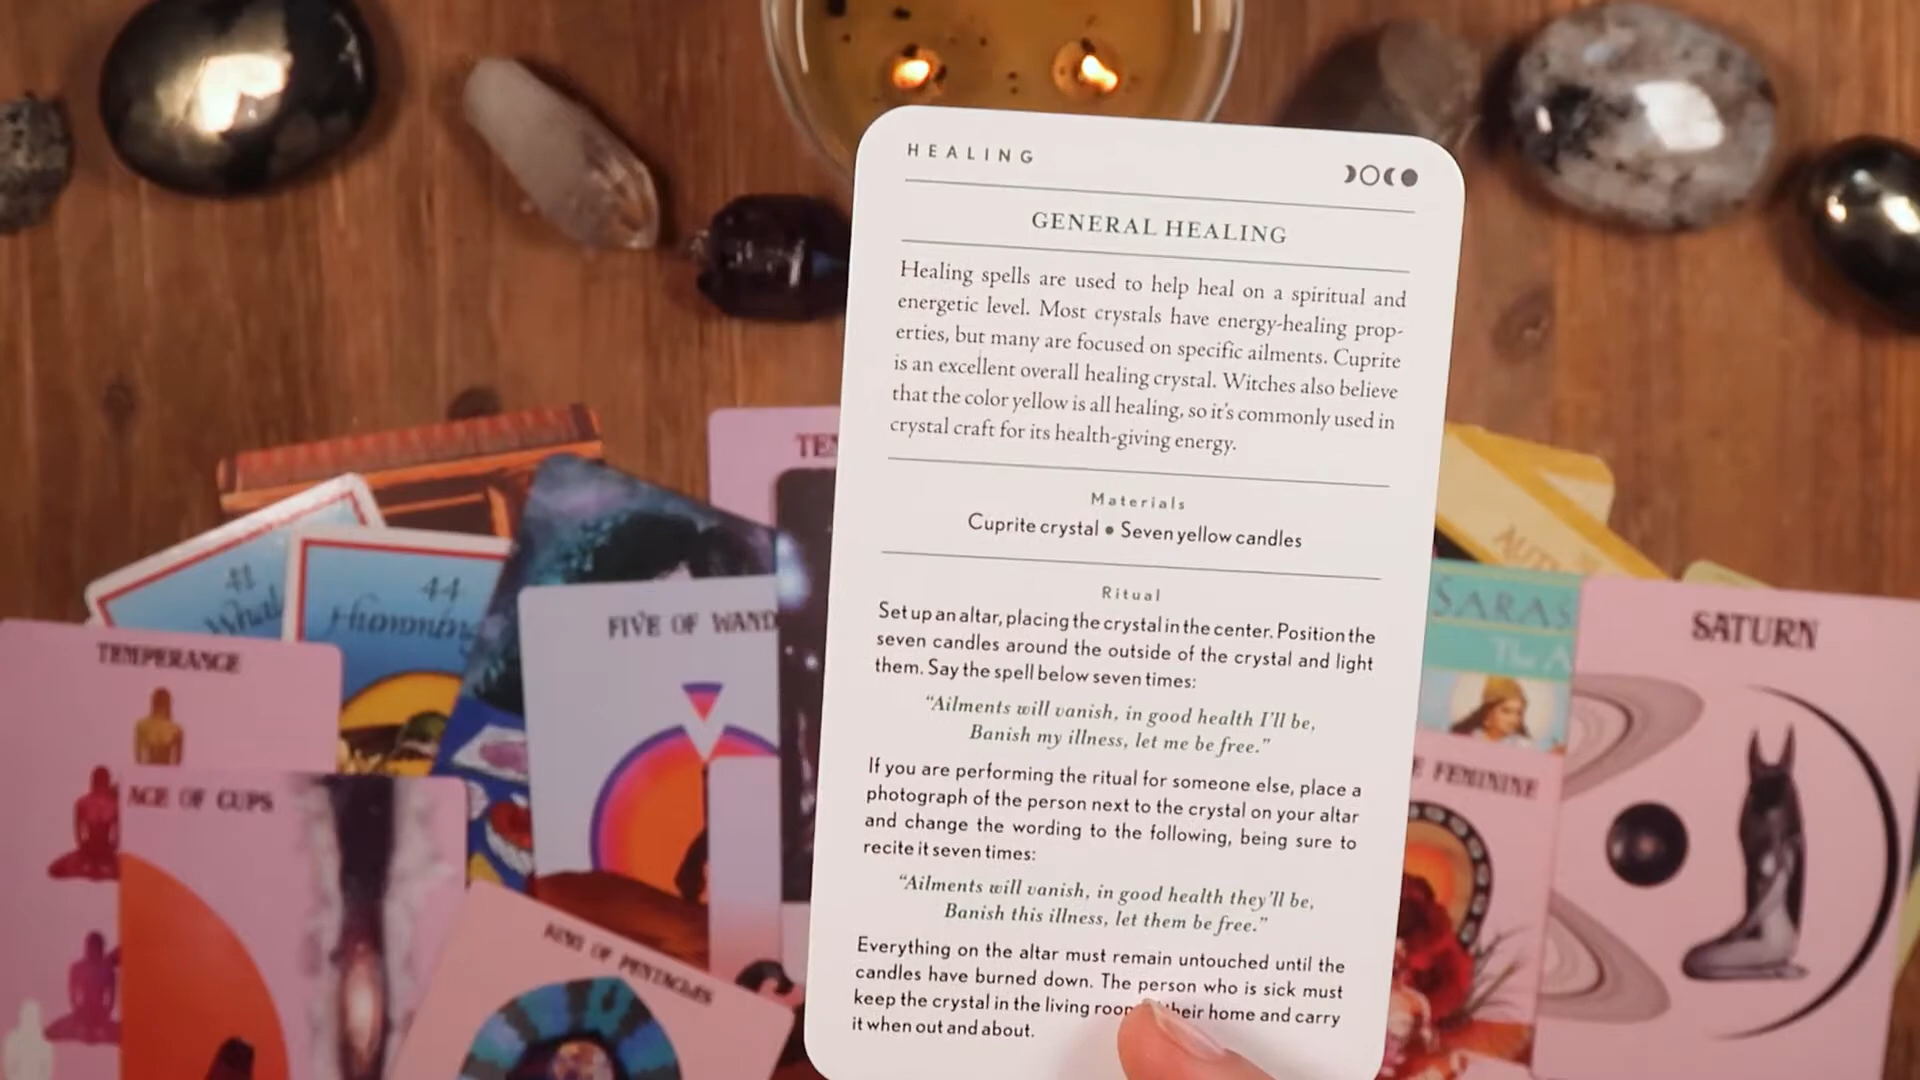 HEALING
GENERAL HEALING
Healing spells are used to help heal on a spiritual and
energetic level. Most crystals have energy-healing prop-
erties, but many are focused on specific ailments. Cuprite
is an excellent overall healing crystal. Witches also believe
that the color yellow is all healing, so it's commonly used in
crystal craft for its health-giving energy.
Materials
Cuprite crystal • Seven yellow candles
Ritual
Set up an altar, placing the crystal in the center. Position the
seven candles around the outside of the crystal and light
them. Say the spell below seven times:
"Ailments will vanish, in good health I'll be,
Banish my illness, let me be free."
If you are performing the ritual for someone else, place a
photograph of the person next to the crystal on your altar
and change the wording to the following, being sure to
recite it seven times:
"Ailments will vanish, in good health they'll be,
Banish this illness, let them be free."
Everything on the altar must remain untouched until the
candles have burned down. The person who is sick must
keep the crystal in the living their home and carry
it when out and about.
41
44
FIVE OF WAND
TEMPERANCE
ACE OF CUPS
KING OF PENTACLES
TE
SARAS
The A
SATURN
E FEMININE